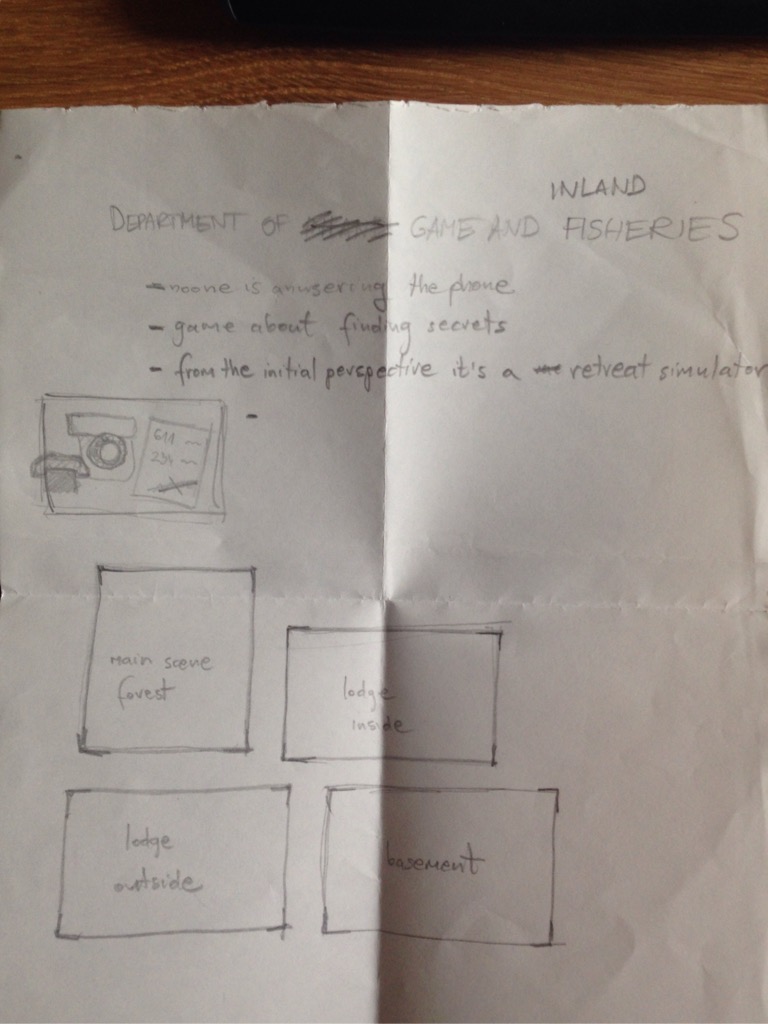 INLAND
DEPARTMENT OF GAME AND FISHERIES
- noone is anwsering the phone
- game about finding secrets
- from the initial perspective it's a retreat simulator
-
611
234
main scene
forest
lodge
inside
lodge
outside
basement